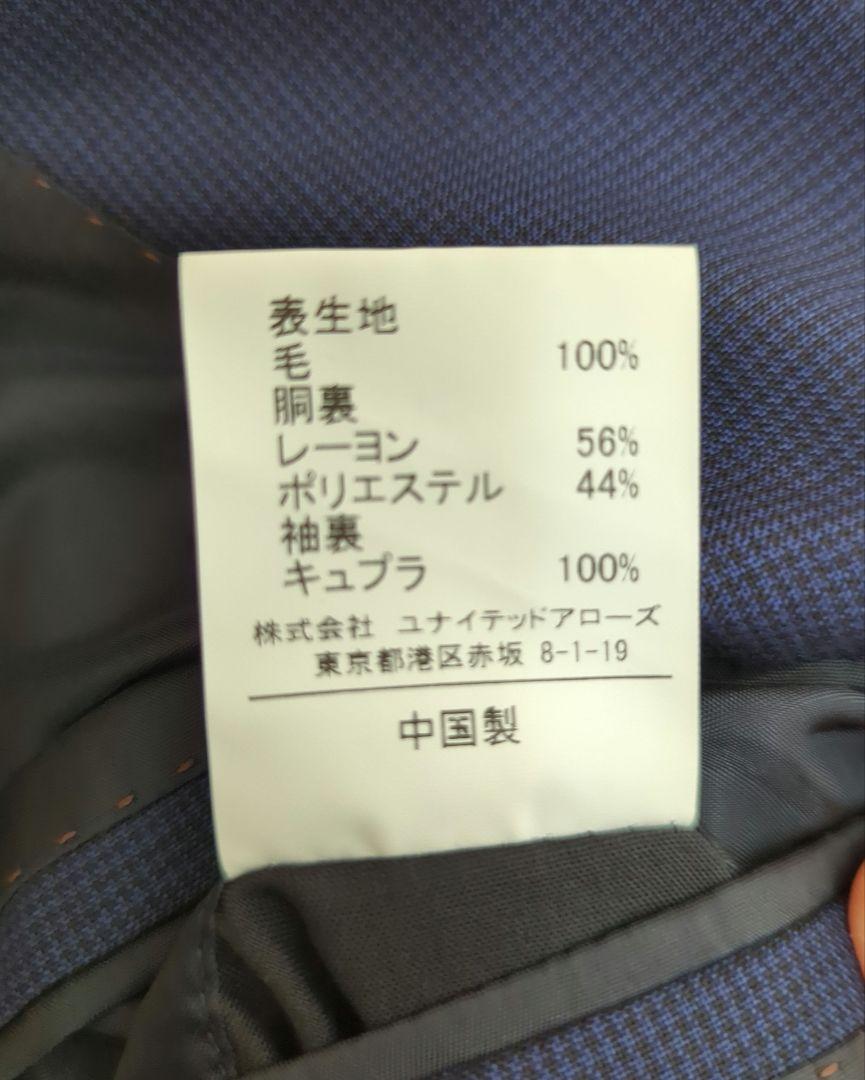 表生地
毛 100%
胴裏
レーヨン 56%
ポリエステル 44%
袖裏
キュプラ 100%
株式会社 ユナイテッドアローズ
東京都港区赤坂 8-1-19
中国製